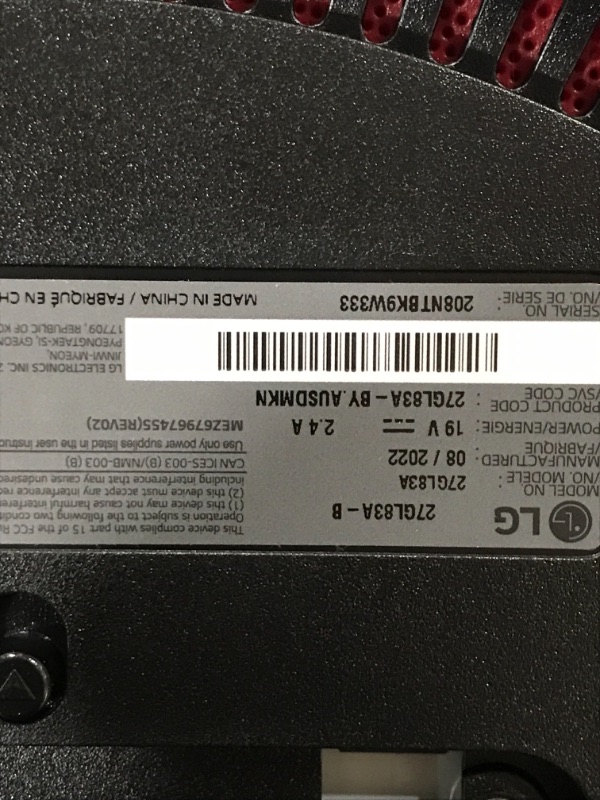 LG 27GL83A-B
MODEL NO.
/NO. MODÈLE : 27GL83A
MANUFACTURED
/FABRIQUÉ : 08 / 2022
POWER/ÉNERGIE: 19 V ⎓ 2.4 A
PRODUCT CODE
/SVC CODE : 27GL83A-BY.AUSDMKN
SERIAL NO.
/NO. DE SÉRIE : 208NTBK9W333
This device complies with part 15 of the FCC
Operation is subject to the following two
(1) this device may not cause harmful
(2) this device must accept any interference
including interference that may cause
CAN ICES-003 (B)/NMB-003 (B)
Use only power supplies listed in the user
MEZ67967455(REV02)
LG ELECTRONICS INC.
JINWI-MYEON,
PYEONGTAEK-SI,
17709, REPUBLIC OF
MADE IN CHINA / FABRIQUÉ EN